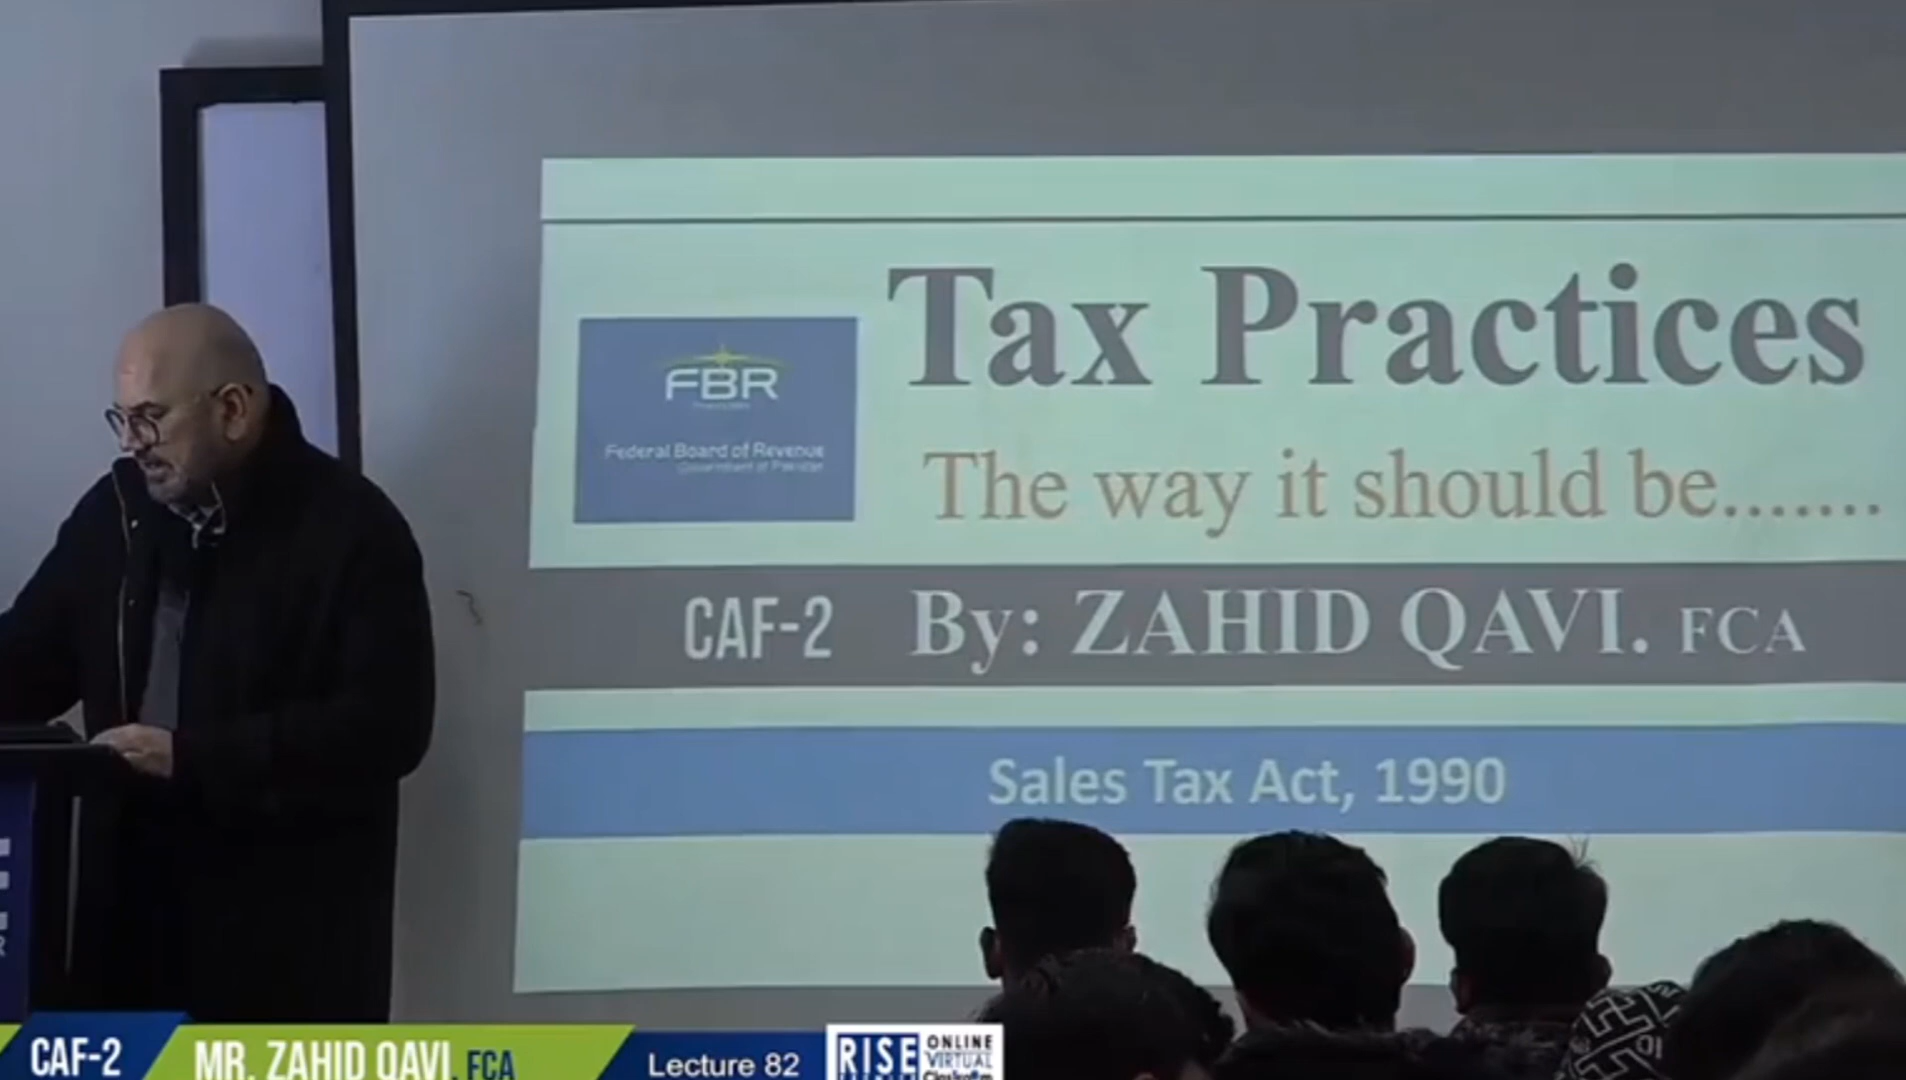 Tax Practices
FBR
Federal Board of Revenue
Government of Pakistan
The way it should be.......
CAF-2 By: ZAHID QAVI. FCA
Sales Tax Act, 1990
CAF-2
MR. ZAHID QAVI, FCA
Lecture 82
RISE
ONLINE
VIRTUAL